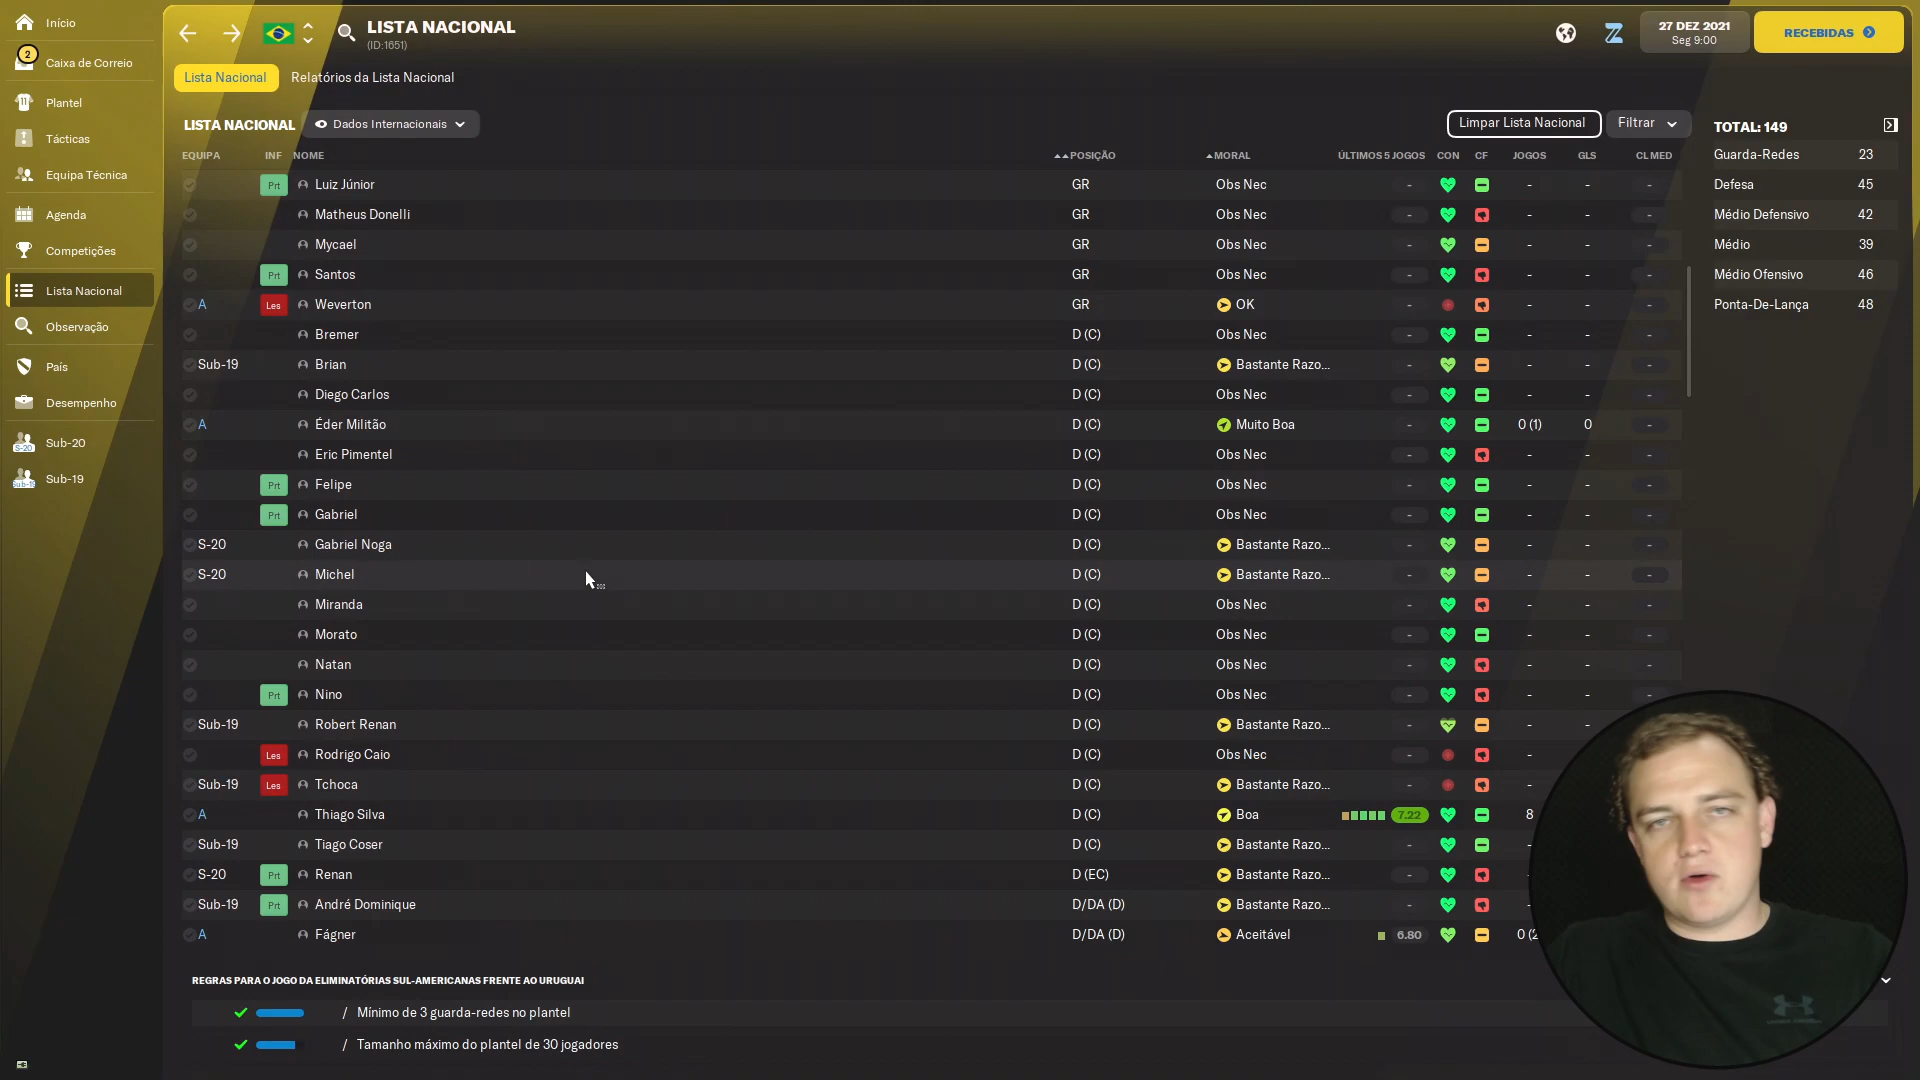 Início
2
Caixa de Correio
11
Plantel
Tácticas
Equipa Técnica
Agenda
Competições
Lista Nacional
Observação
País
Desempenho
S-20
Sub-20
Sub-19
Sub-19
LISTA NACIONAL
(ID:1651)
27 DEZ 2021
Seg 9:00
RECEBIDAS
Lista Nacional
Relatórios da Lista Nacional
LISTA NACIONAL
Dados Internacionais
Limpar Lista Nacional
Filtrar
EQUIPA INF NOME POSIÇÃO MORAL ÚLTIMOS 5 JOGOS CON CF JOGOS GLS CL MED
Prt Luiz Júnior GR Obs Nec - - - -
Matheus Donelli GR Obs Nec - - - -
Mycael GR Obs Nec - - - -
Prt Santos GR Obs Nec - - - -
A Les Weverton GR OK - - - -
Bremer D (C) Obs Nec - - - -
Sub-19 Brian D (C) Bastante Razo... - - - -
Diego Carlos D (C) Obs Nec - - - -
A Éder Militão D (C) Muito Boa - 0 (1) 0 -
Eric Pimentel D (C) Obs Nec - - - -
Prt Felipe D (C) Obs Nec - - - -
Prt Gabriel D (C) Obs Nec - - - -
S-20 Gabriel Noga D (C) Bastante Razo... - - - -
S-20 Michel D (C) Bastante Razo... - - - -
Miranda D (C) Obs Nec - - - -
Morato D (C) Obs Nec - - - -
Natan D (C) Obs Nec - - - -
Prt Nino D (C) Obs Nec - - - -
Sub-19 Robert Renan D (C) Bastante Razo... - - -
Les Rodrigo Caio D (C) Obs Nec - -
Sub-19 Les Tchoca D (C) Bastante Razo... - -
A Thiago Silva D (C) Boa 7.22 8
Sub-19 Tiago Coser D (C) Bastante Razo... - -
S-20 Prt Renan D (EC) Bastante Razo... - -
Sub-19 Prt André Dominique D/DA (D) Bastante Razo... - -
A Fágner D/DA (D) Aceitável 6.80 0 (2
TOTAL: 149
Guarda-Redes 23
Defesa 45
Médio Defensivo 42
Médio 39
Médio Ofensivo 46
Ponta-De-Lança 48
REGRAS PARA O JOGO DA ELIMINATÓRIAS SUL-AMERICANAS FRENTE AO URUGUAI
/ Mínimo de 3 guarda-redes no plantel
/ Tamanho máximo do plantel de 30 jogadores